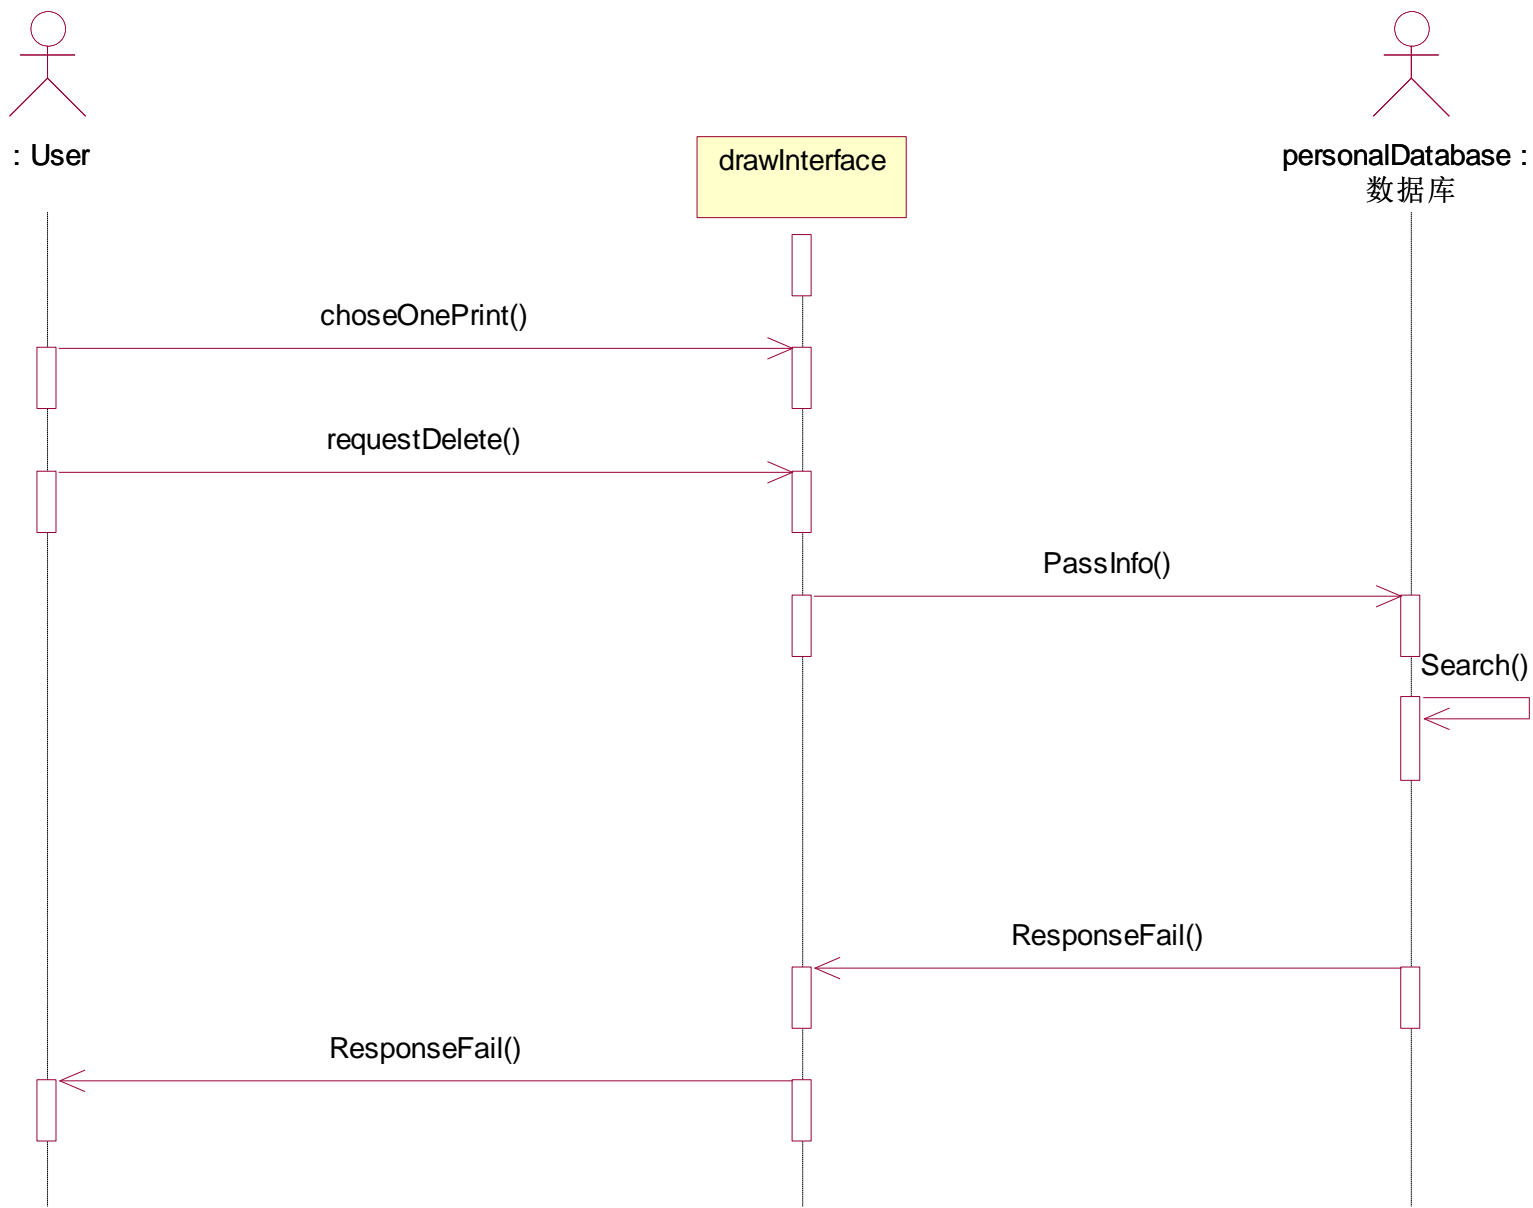 : User
drawInterface
personalDatabase :
数据库
choseOnePrint()
requestDelete()
PassInfo()
Search()
ResponseFail()
ResponseFail()